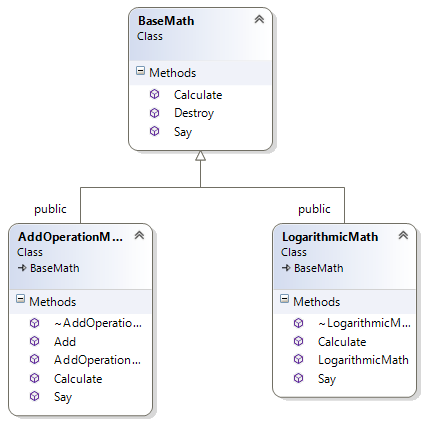 BaseMath
Class
Methods
Calculate
Destroy
Say
public
public
AddOperationM...
Class
BaseMath
Methods
~AddOperatio...
Add
AddOperation...
Calculate
Say
LogarithmicMath
Class
BaseMath
Methods
~LogarithmicM...
Calculate
LogarithmicMath
Say